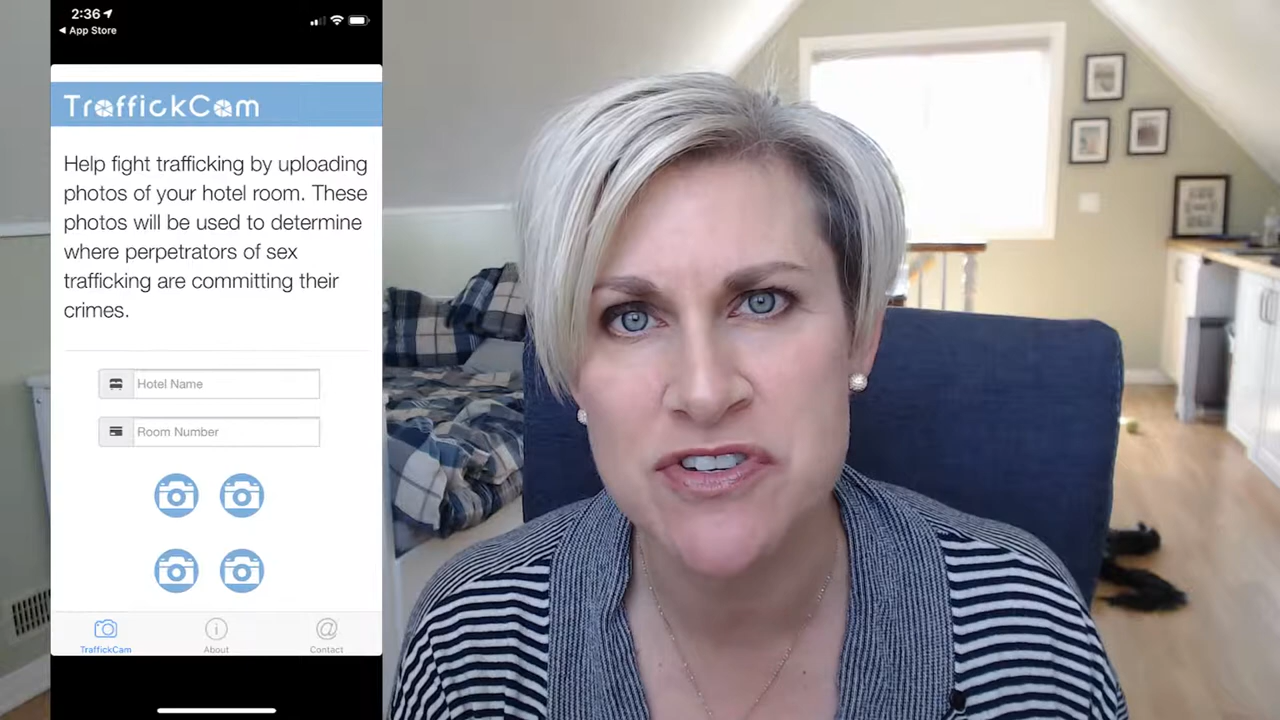 2:36
App Store
TraffickCam
Help fight trafficking by uploading
photos of your hotel room. These
photos will be used to determine
where perpetrators of sex
trafficking are committing their
crimes.
Hotel Name
Room Number
TraffickCam
About
Contact